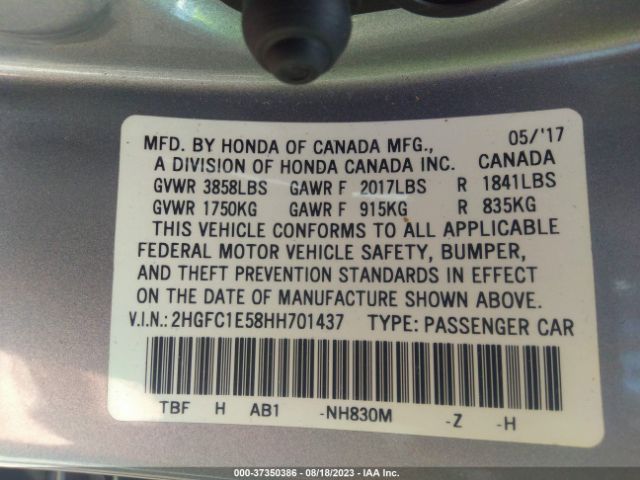 MFD. BY HONDA OF CANADA MFG., 05/'17
A DIVISION OF HONDA CANADA INC. CANADA
GVWR 3858LBS GAWR F 2017LBS R 1841LBS
GVWR 1750KG GAWR F 915KG R 835KG
THIS VEHICLE CONFORMS TO ALL APPLICABLE
FEDERAL MOTOR VEHICLE SAFETY, BUMPER,
AND THEFT PREVENTION STANDARDS IN EFFECT
ON THE DATE OF MANUFACTURE SHOWN ABOVE.
V.I.N.: 2HGFC1E58HH701437 TYPE: PASSENGER CAR
TBF H AB1 -NH830M -Z -H
000-37350386 - 08/18/2023 - IAA Inc.